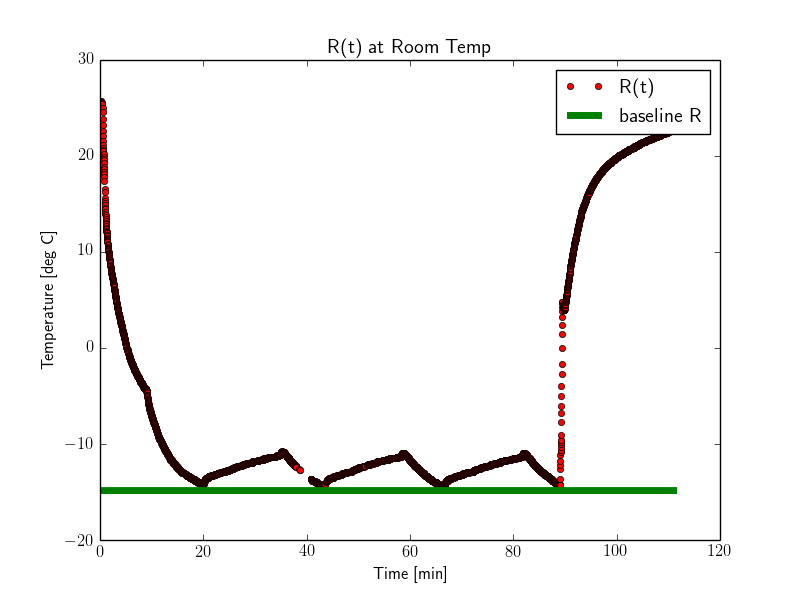 R(t) at Room Temp
R(t)
baseline R
Temperature [deg C]
30
20
10
0
−10
−20
0 20 40 60 80 100 120
Time [min]